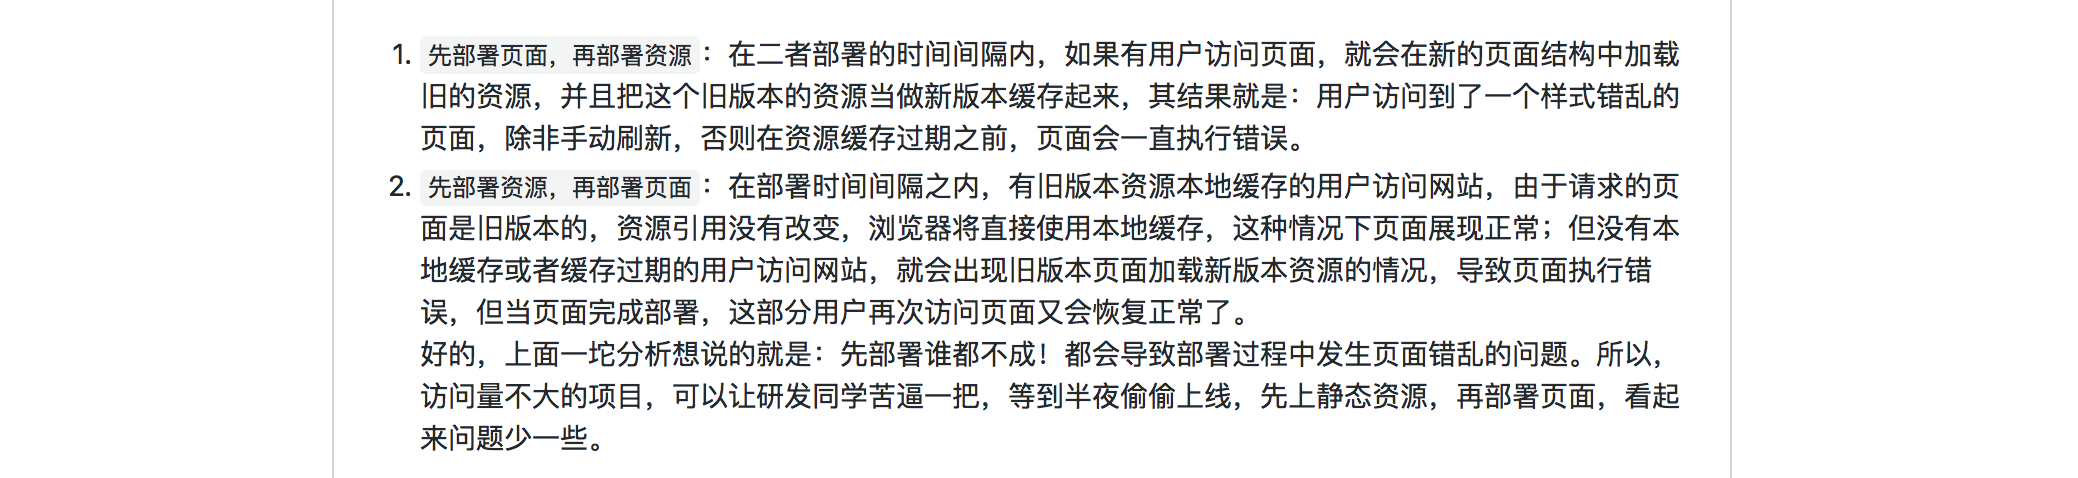 1. 先部署页面，再部署资源：在二者部署的时间间隔内，如果有用户访问页面，就会在新的页面结构中加载
旧的资源，并且把这个旧版本的资源当做新版本缓存起来，其结果就是：用户访问到了一个样式错乱的
页面，除非手动刷新，否则在资源缓存过期之前，页面会一直执行错误。
2. 先部署资源，再部署页面：在部署时间间隔之内，有旧版本资源本地缓存的用户访问网站，由于请求的页
面是旧版本的，资源引用没有改变，浏览器将直接使用本地缓存，这种情况下页面展现正常；但没有本
地缓存或者缓存过期的用户访问网站，就会出现旧版本页面加载新版本资源的情况，导致页面执行错
误，但当页面完成部署，这部分用户再次访问页面又会恢复正常了。
好的，上面一坨分析想说的就是：先部署谁都不成！都会导致部署过程中发生页面错乱的问题。所以，
访问量不大的项目，可以让研发同学苦逼一把，等到半夜偷偷上线，先上静态资源，再部署页面，看起
来问题少一些。